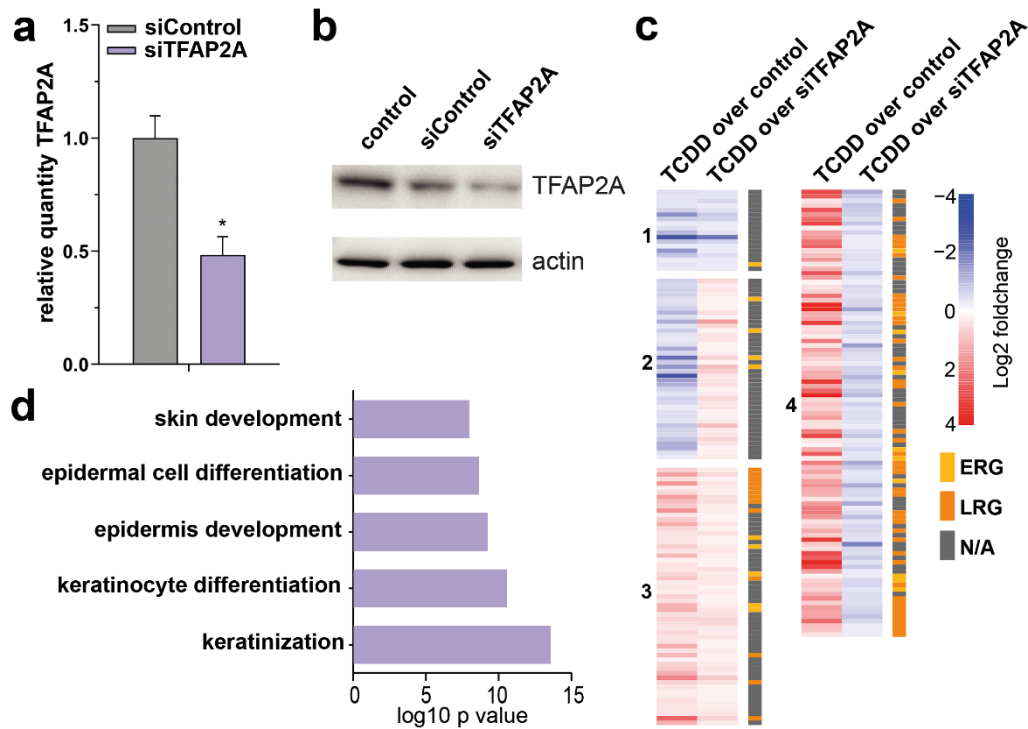 a
siControl
siTFAP2A
relative quantity TFAP2A
1.5
1.0
0.5
0.0
*
b
control
siControl
siTFAP2A
TFAP2A
actin
c
TCDD over control
TCDD over siTFAP2A
TCDD over control
TCDD over siTFAP2A
1
2
3
4
−4
−2
0
2
4
Log2 foldchange
ERG
LRG
N/A
d
skin development
epidermal cell differentiation
epidermis development
keratinocyte differentiation
keratinization
0
5
10
15
log10 p value